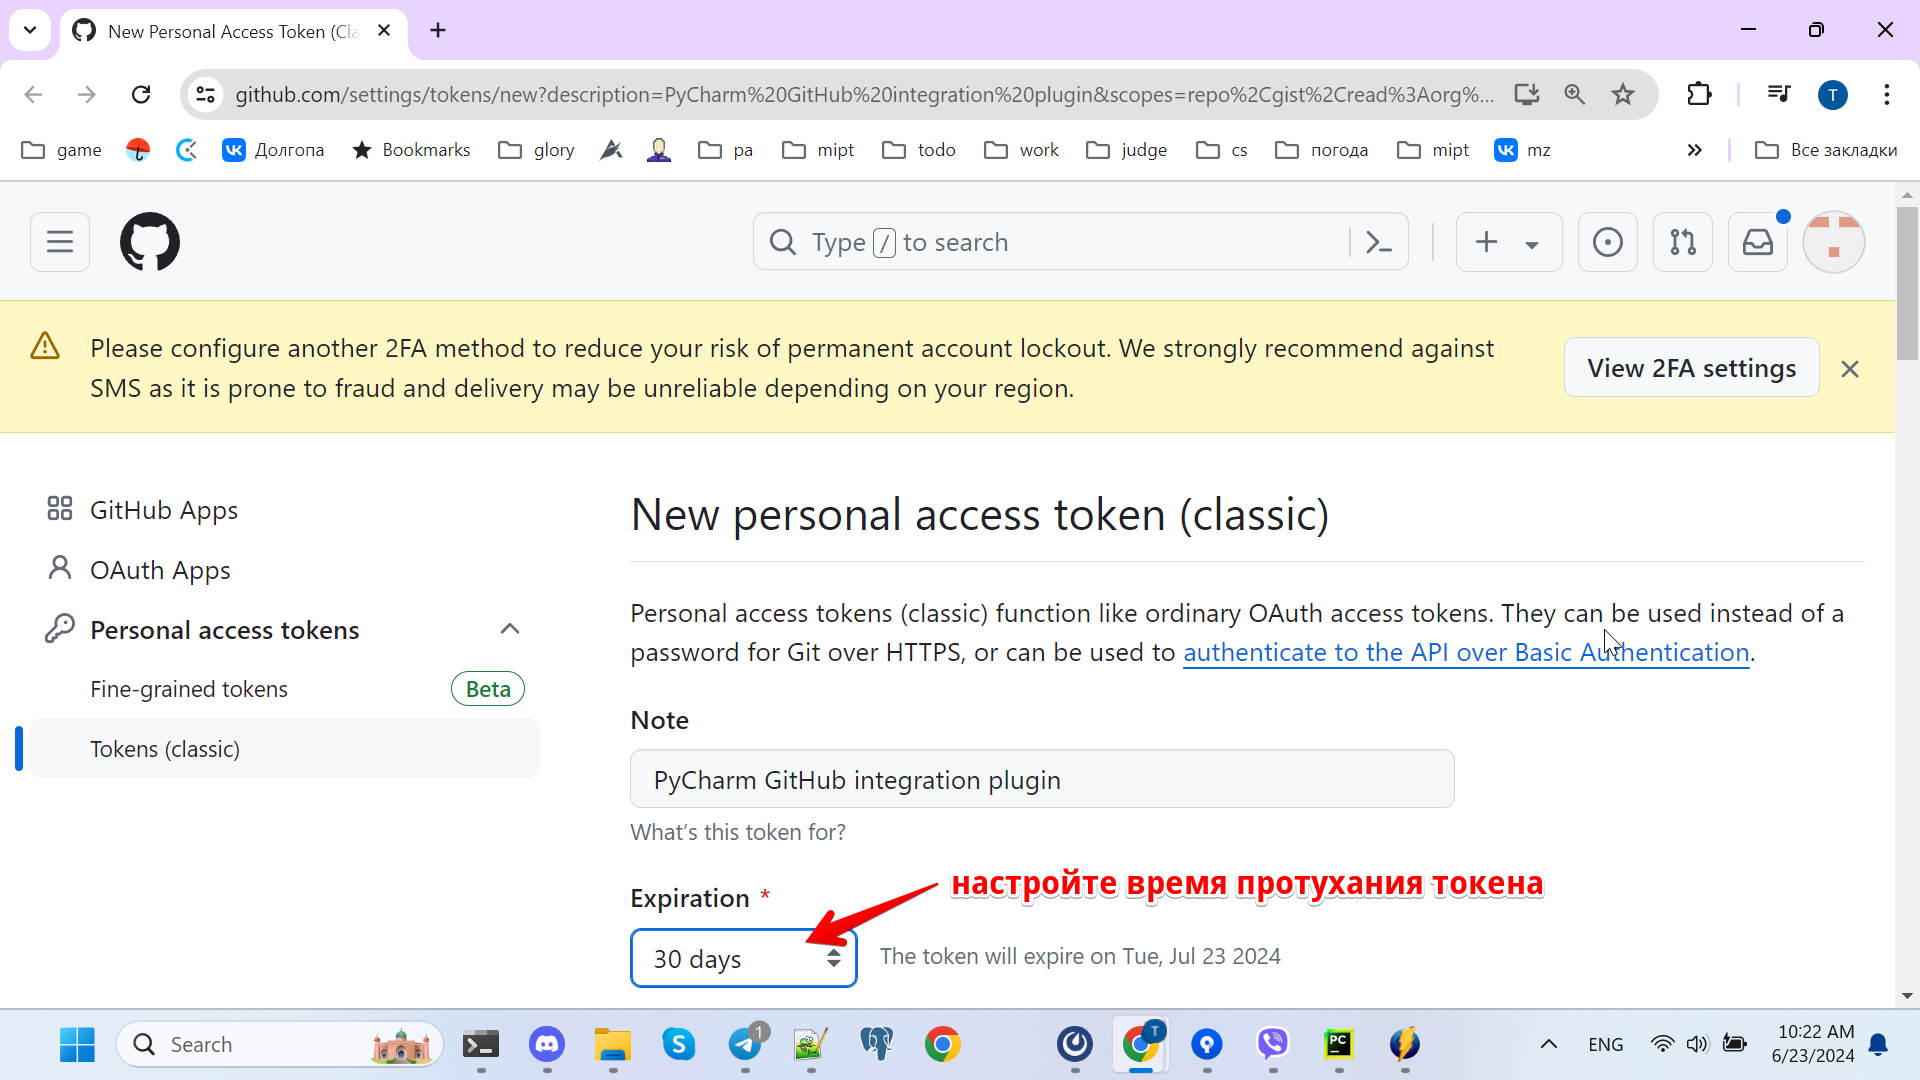 New Personal Access Token (Cla
github.com/settings/tokens/new?description=PyCharm%20GitHub%20integration%20plugin&scopes=repo%2Cgist%2Cread%3Aorg%...
T
game
Долгопа
Bookmarks
glory
pa
mipt
todo
work
judge
cs
погода
mipt
mz
Все закладки
Type / to search
Please configure another 2FA method to reduce your risk of permanent account lockout. We strongly recommend against
SMS as it is prone to fraud and delivery may be unreliable depending on your region.
View 2FA settings
GitHub Apps
OAuth Apps
Personal access tokens
Fine-grained tokens
Beta
Tokens (classic)
New personal access token (classic)
Personal access tokens (classic) function like ordinary OAuth access tokens. They can be used instead of a
password for Git over HTTPS, or can be used to authenticate to the API over Basic Authentication.
Note
PyCharm GitHub integration plugin
What's this token for?
настройте время протухания токена
Expiration *
30 days
The token will expire on Tue, Jul 23 2024
Search
1
T
PC
ENG
10:22 AM
6/23/2024